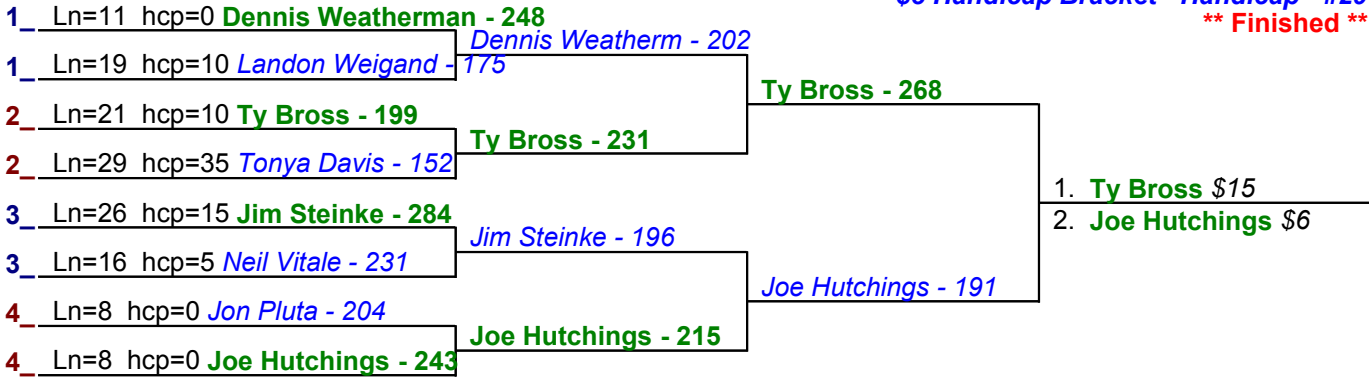 Handicap Bracket - Handicap -
** Finished **
1_ Ln=11 hcp=0 Dennis Weatherman - 248
Dennis Weatherm - 202
1_ Ln=19 hcp=10 Landon Weigand - 175
Ty Bross - 268
2_ Ln=21 hcp=10 Ty Bross - 199
Ty Bross - 231
2_ Ln=29 hcp=35 Tonya Davis - 152
1. Ty Bross $15
2. Joe Hutchings $6
3_ Ln=26 hcp=15 Jim Steinke - 284
Jim Steinke - 196
3_ Ln=16 hcp=5 Neil Vitale - 231
Joe Hutchings - 191
4_ Ln=8 hcp=0 Jon Pluta - 204
Joe Hutchings - 215
4_ Ln=8 hcp=0 Joe Hutchings - 243